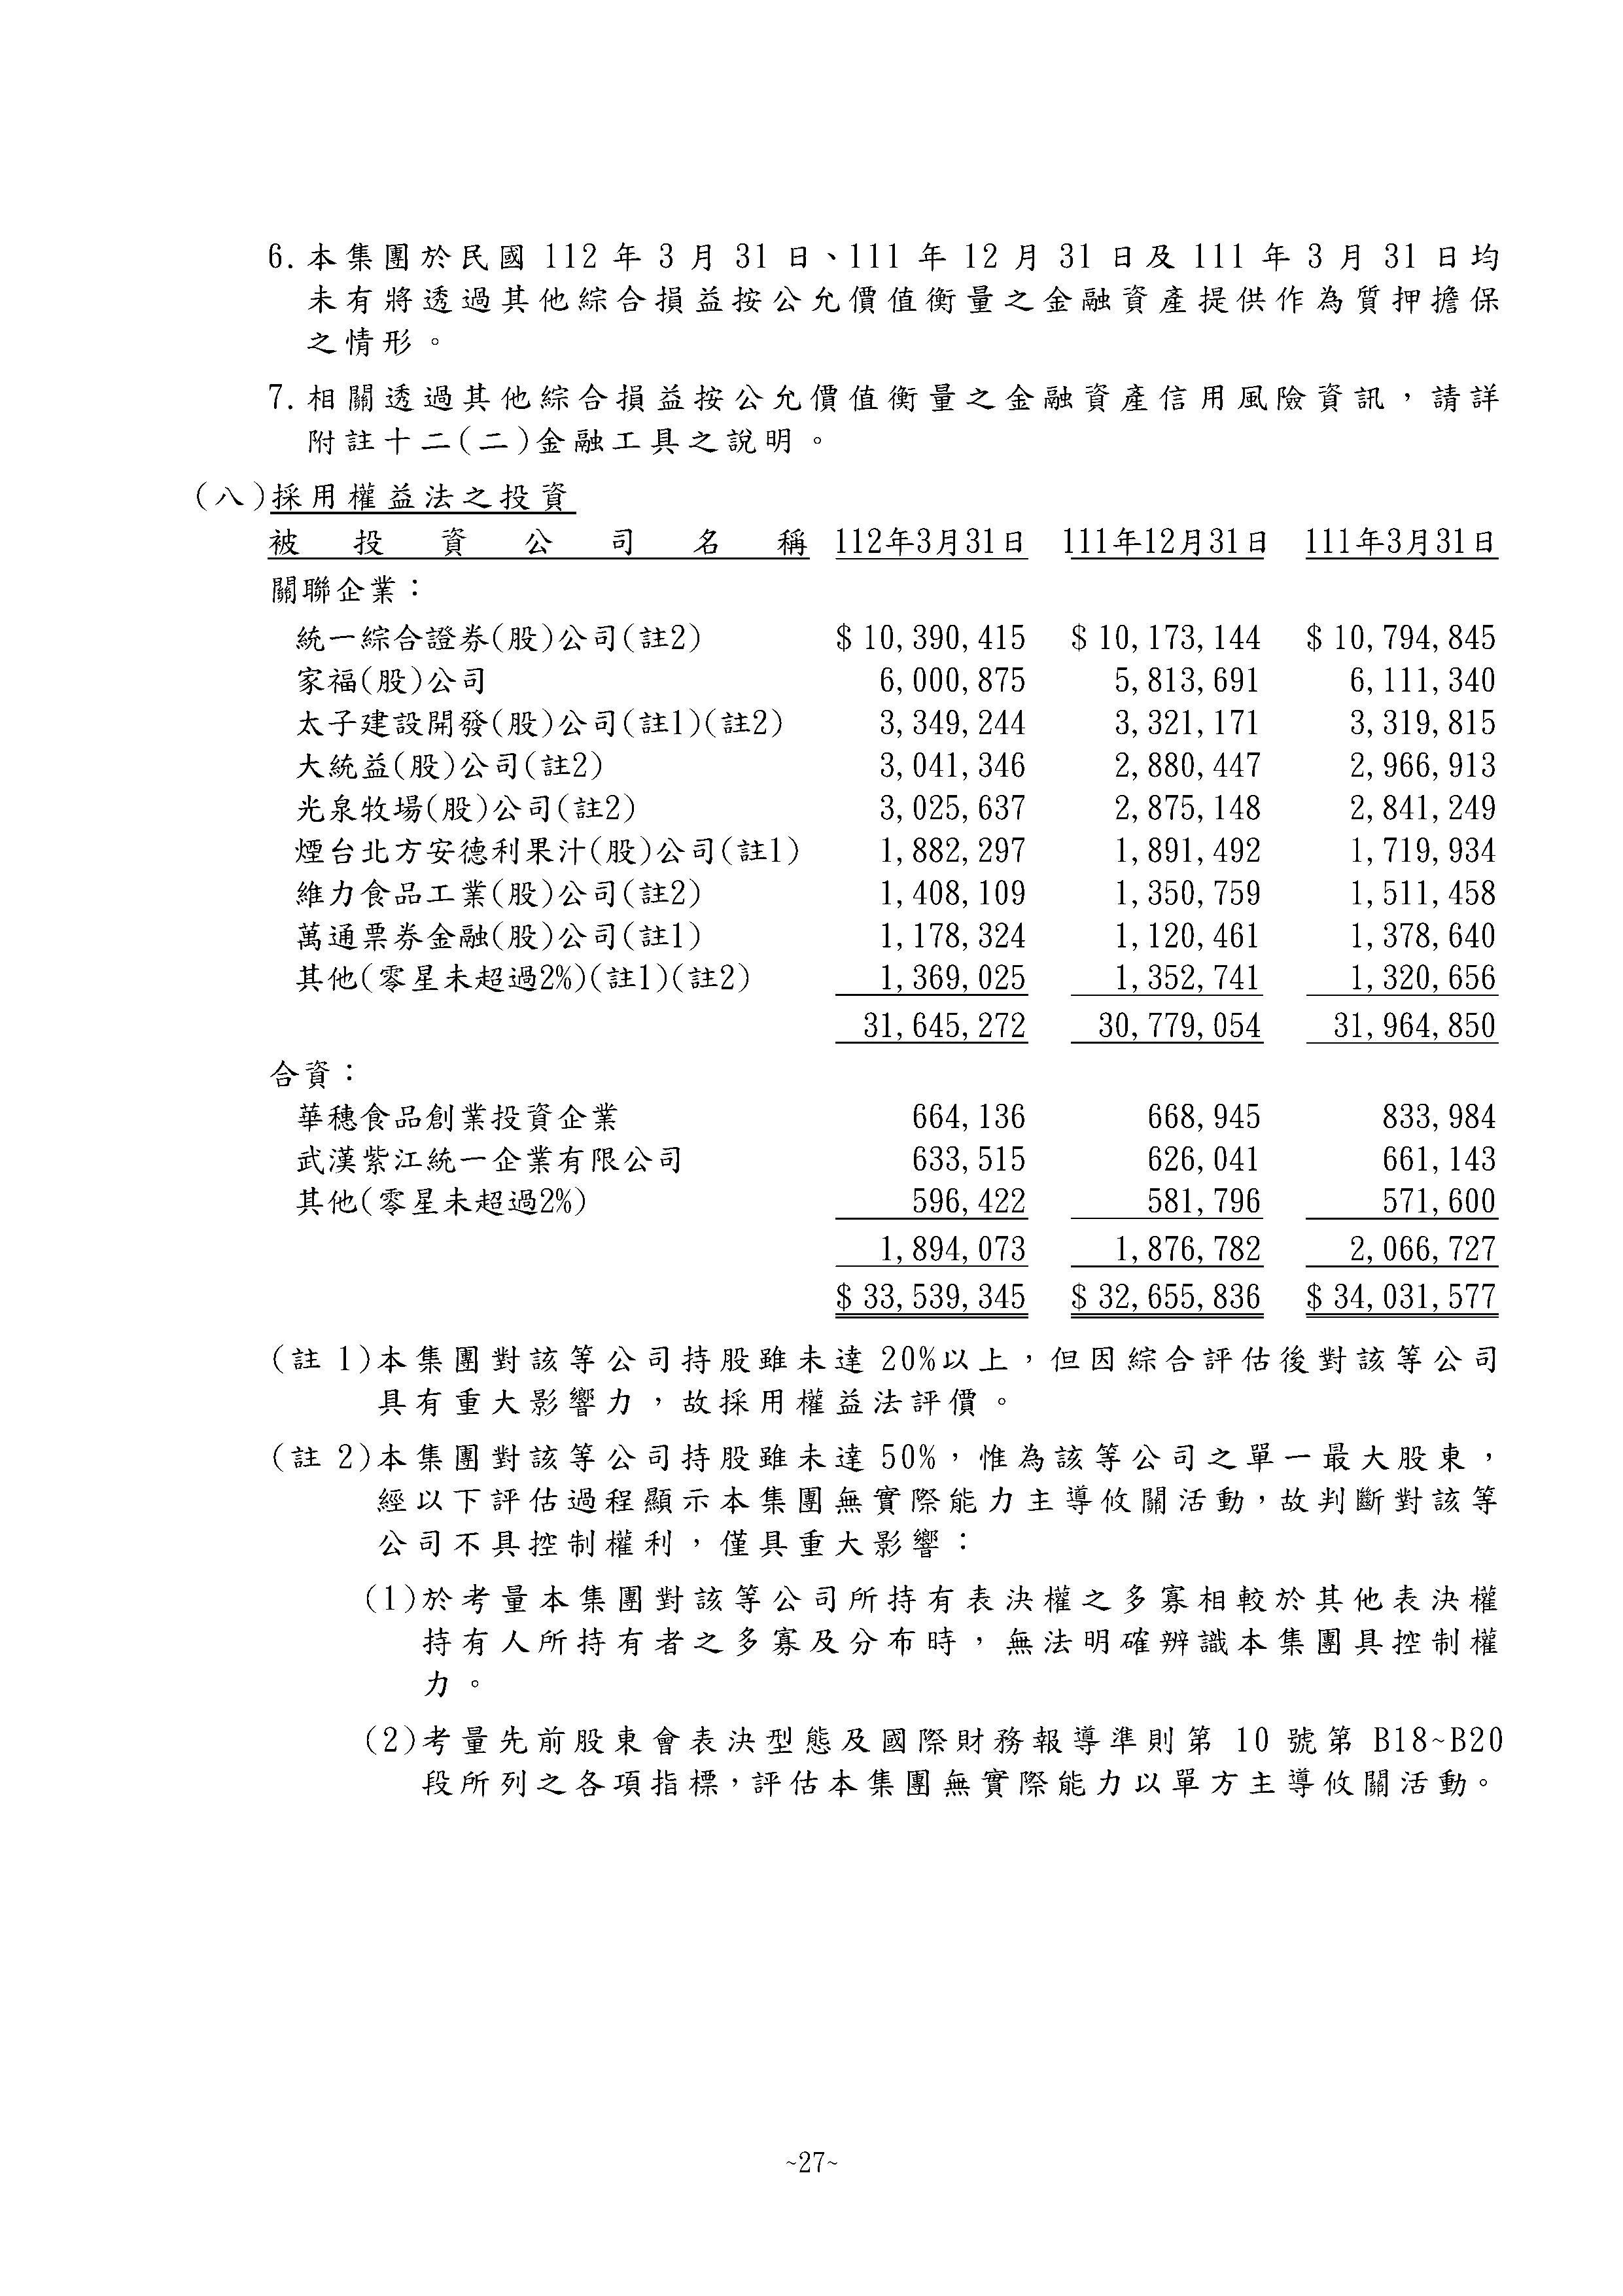 6.本集團於民國 112 年 3 月 31 日、111 年 12 月 31 日及 111 年 3 月 31 日均
未有將透過其他綜合損益按公允價值衡量之金融資產提供作為質押擔保
之情形。
7.相關透過其他綜合損益按公允價值衡量之金融資產信用風險資訊，請詳
附註十二(二)金融工具之說明。
(八)採用權益法之投資
被投資公司名稱 112年3月31日 111年12月31日 111年3月31日
關聯企業：
統一綜合證券(股)公司(註2) $ 10,390,415 $ 10,173,144 $ 10,794,845
家福(股)公司 6,000,875 5,813,691 6,111,340
太子建設開發(股)公司(註1)(註2) 3,349,244 3,321,171 3,319,815
大統益(股)公司(註2) 3,041,346 2,880,447 2,966,913
光泉牧場(股)公司(註2) 3,025,637 2,875,148 2,841,249
煙台北方安德利果汁(股)公司(註1) 1,882,297 1,891,492 1,719,934
維力食品工業(股)公司(註2) 1,408,109 1,350,759 1,511,458
萬通票券金融(股)公司(註1) 1,178,324 1,120,461 1,378,640
其他(零星未超過2%)(註1)(註2) 1,369,025 1,352,741 1,320,656
31,645,272 30,779,054 31,964,850
合資：
華穗食品創業投資企業 664,136 668,945 833,984
武漢紫江統一企業有限公司 633,515 626,041 661,143
其他(零星未超過2%) 596,422 581,796 571,600
1,894,073 1,876,782 2,066,727
$ 33,539,345 $ 32,655,836 $ 34,031,577
(註 1)本集團對該等公司持股雖未達 20%以上，但因綜合評估後對該等公司
具有重大影響力，故採用權益法評價。
(註 2)本集團對該等公司持股雖未達 50%，惟為該等公司之單一最大股東，
經以下評估過程顯示本集團無實際能力主導攸關活動，故判斷對該等
公司不具控制權利，僅具重大影響：
(1)於考量本集團對該等公司所持有表決權之多寡相較於其他表決權
持有人所持有者之多寡及分布時，無法明確辨識本集團具控制權
力。
(2)考量先前股東會表決型態及國際財務報導準則第 10 號第 B18~B20
段所列之各項指標，評估本集團無實際能力以單方主導攸關活動。
~27~